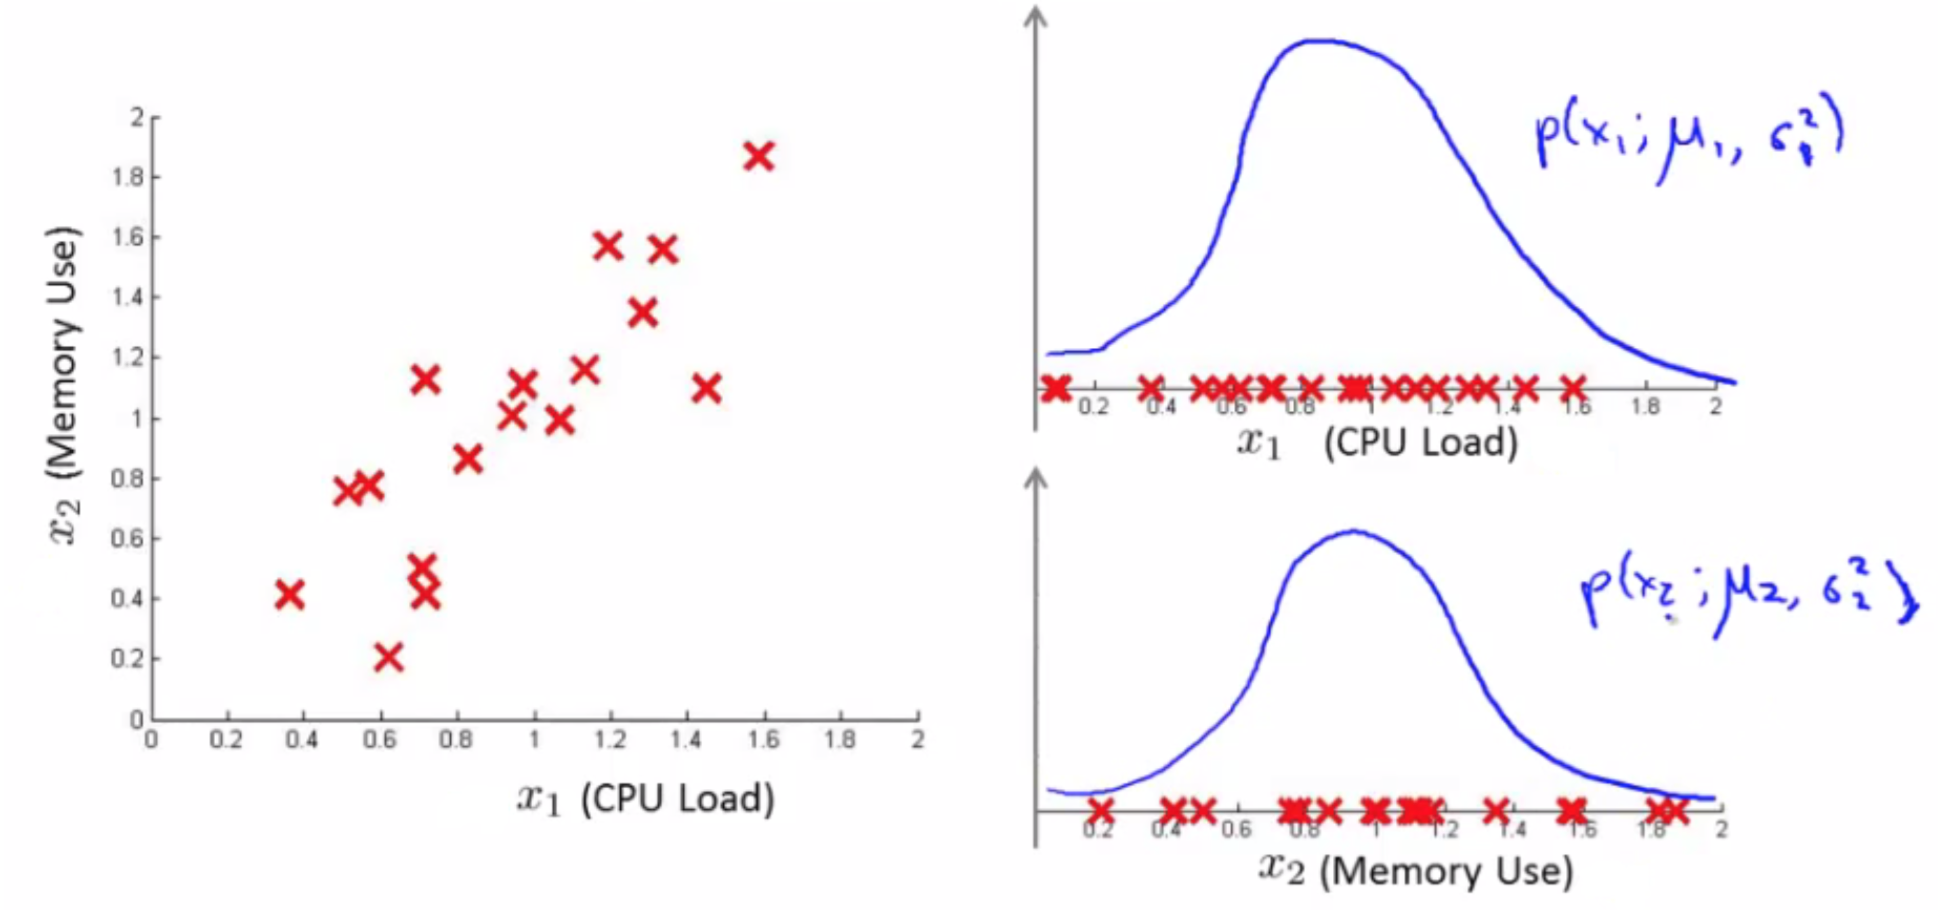 2
1.8
1.6
1.4
1.2
1
0.8
0.6
0.4
0.2
0
x₂ (Memory Use)
0 0.2 0.4 0.6 0.8 1 1.2 1.4 1.6 1.8 2
x₁ (CPU Load)
p(x₁; μ₁, σ₁²)
0.2 0.4 0.6 0.8 1 1.2 1.4 1.6 1.8 2
x₁ (CPU Load)
p(x₂; μ₂, σ₂²)
0.2 0.4 0.6 0.8 1 1.2 1.4 1.6 1.8 2
x₂ (Memory Use)